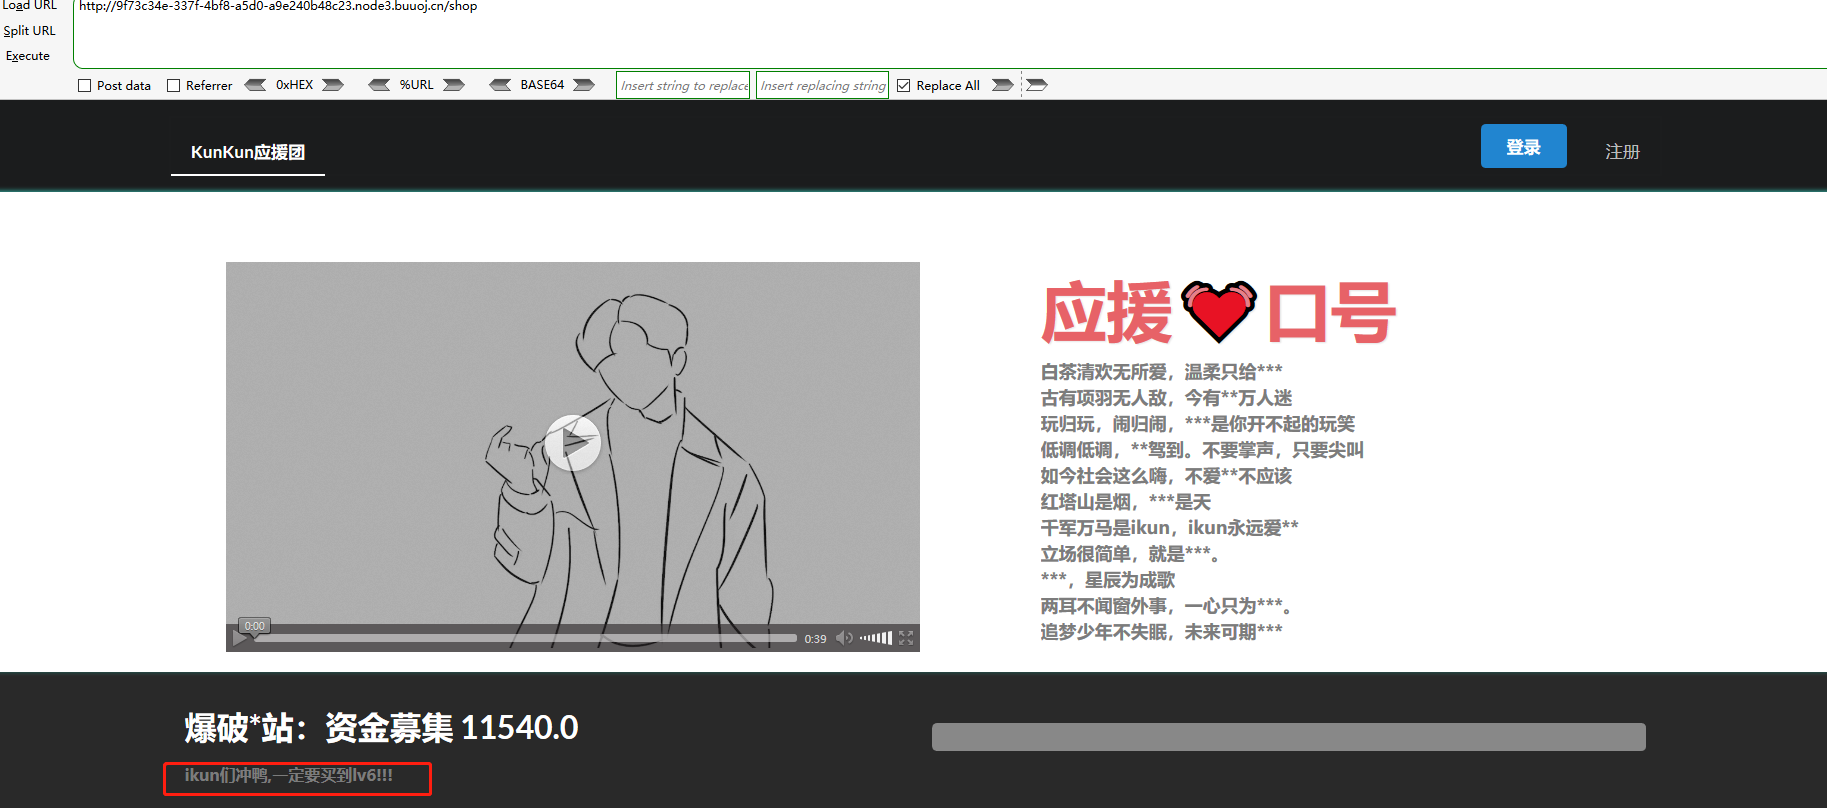 Load URL
http://9f73c34e-337f-4bf8-a5d0-a9e240b48c23.node3.buuoj.cn/shop
Split URL
Execute
Post data Referrer 0xHEX %URL BASE64 Insert string to replace Insert replacing string Replace All
KunKun应援团 登录 注册
应援 口号
白茶清欢无所爱，温柔只给***
古有项羽无人敌，今有**万人迷
玩归玩，闹归闹，***是你开不起的玩笑
低调低调，**驾到。不要掌声，只要尖叫
如今社会这么嗨，不爱**不应该
红塔山是烟，***是天
千军万马是ikun，ikun永远爱**
立场很简单，就是***。
***，星辰为成歌
两耳不闻窗外事，一心只为***。
追梦少年不失眠，未来可期***
0:00
0:39
爆破*站：资金募集 11540.0
ikun们冲鸭,一定要买到lv6!!!